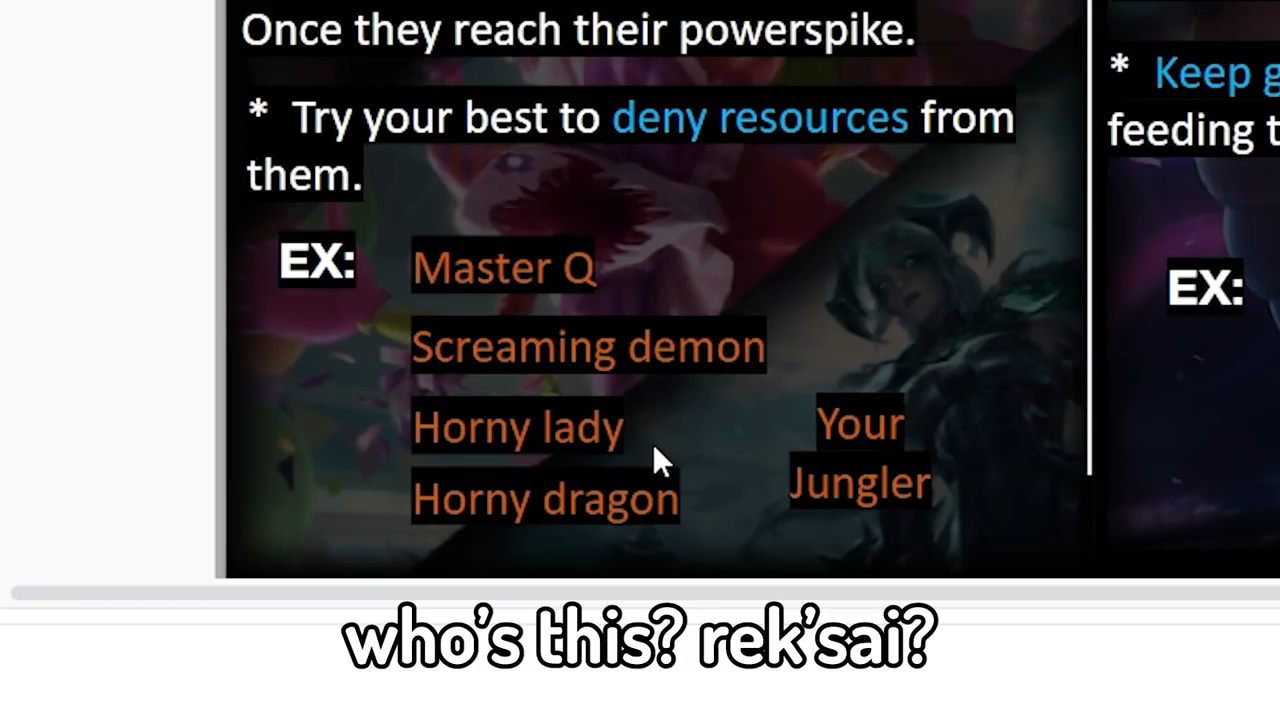 Once they reach their powerspike.
* Try your best to deny resources from
them.
EX:
Master Q
Screaming demon
Horny lady
Horny dragon
Your
Jungler
* Keep g
feeding t
EX:
who's this? rek'sai?